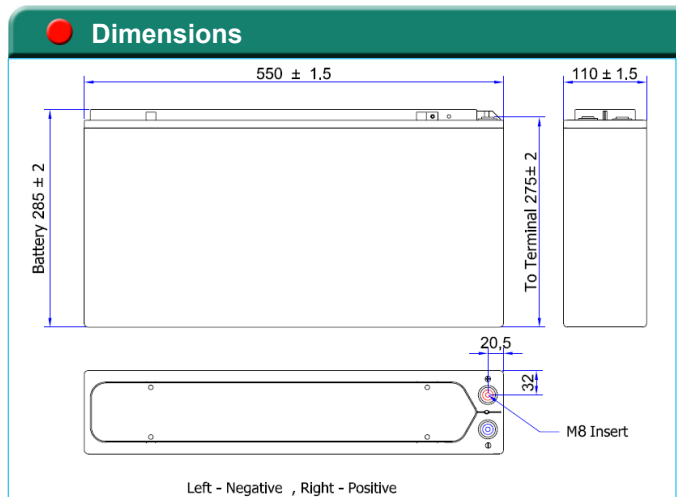 Dimensions
550 ± 1.5
110 ± 1.5
Battery 285 ± 2
To Terminal 275± 2
20,5
32
M8 Insert
Left - Negative , Right - Positive